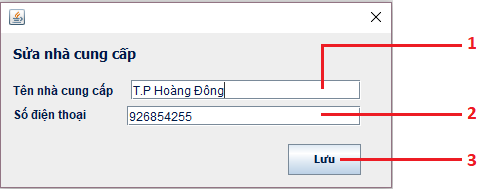 Sửa nhà cung cấp
Tên nhà cung cấp T.P Hoàng Đông 1
Số điện thoại 926854255 2
Lưu 3